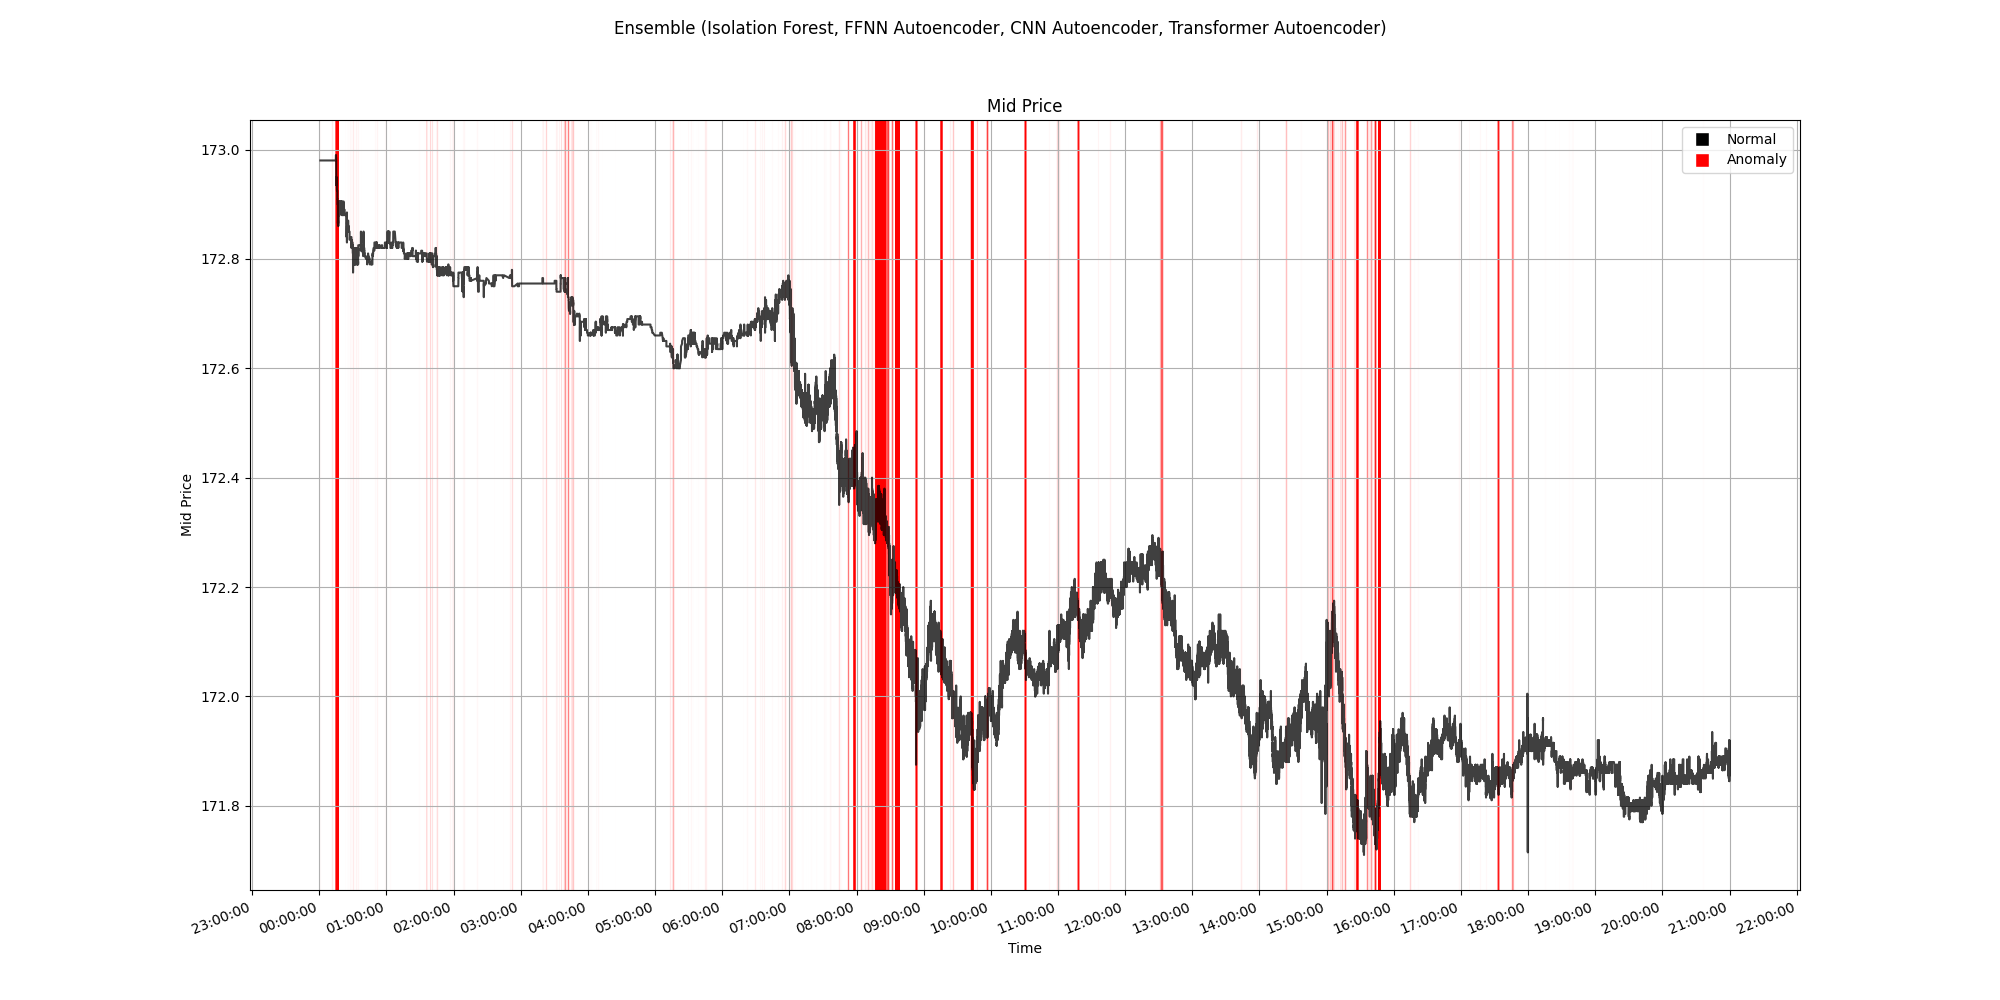 Ensemble (Isolation Forest, FFNN Autoencoder, CNN Autoencoder, Transformer Autoencoder)
Mid Price
Normal
Anomaly
173.0
172.8
172.6
172.4
172.2
172.0
171.8
Mid Price
23:00:00 00:00:00 01:00:00 02:00:00 03:00:00 04:00:00 05:00:00 06:00:00 07:00:00 08:00:00 09:00:00 10:00:00 11:00:00 12:00:00 13:00:00 14:00:00 15:00:00 16:00:00 17:00:00 18:00:00 19:00:00 20:00:00 21:00:00 22:00:00
Time